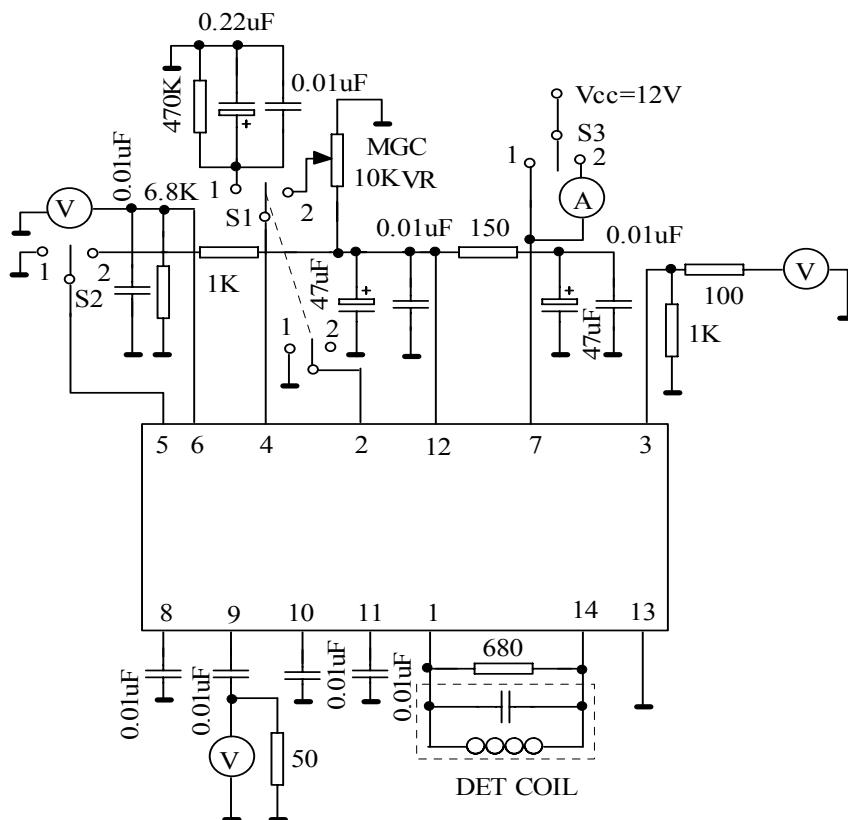 0.22uF
470K
0.01uF
Vcc=12V
S3
1
2
A
0.01uF
6.8K
MGC
10K VR
V
1
S1
2
1
S2
2
1K
47uF
0.01uF
150
0.01uF
47uF
100
V
1K
1
2
5
6
4
2
12
7
3
8
9
10
11
1
14
13
0.01uF
0.01uF
0.01uF
0.01uF
680
V
50
DET COIL